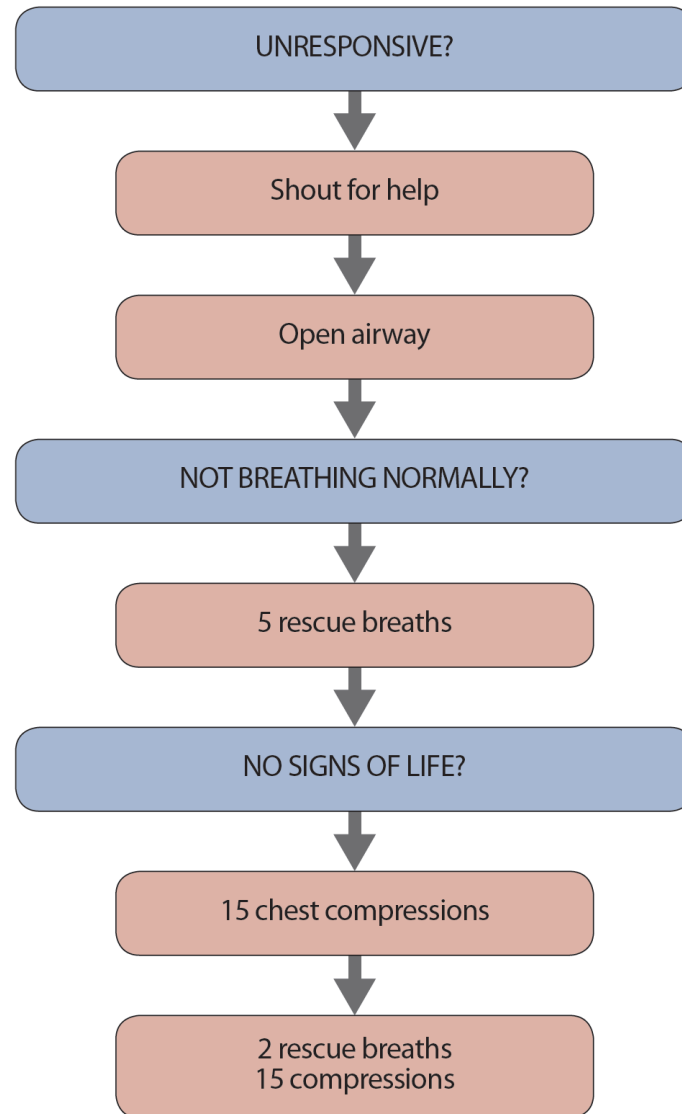 UNRESPONSIVE?
Shout for help
Open airway
NOT BREATHING NORMALLY?
5 rescue breaths
NO SIGNS OF LIFE?
15 chest compressions
2 rescue breaths
15 compressions